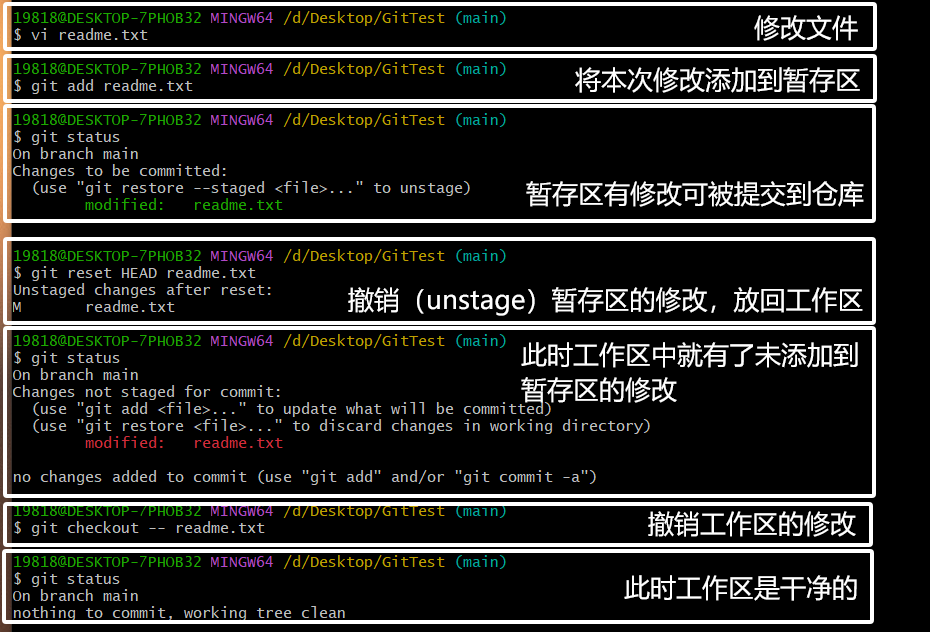 19818@DESKTOP-7PHOB32 MINGW64 /d/Desktop/GitTest (main)
$ vi readme.txt
修改文件
19818@DESKTOP-7PHOB32 MINGW64 /d/Desktop/GitTest (main)
$ git add readme.txt
将本次修改添加到暂存区
19818@DESKTOP-7PHOB32 MINGW64 /d/Desktop/GitTest (main)
$ git status
On branch main
Changes to be committed:
  (use "git restore --staged <file>..." to unstage)
        modified:   readme.txt
暂存区有修改可被提交到仓库
19818@DESKTOP-7PHOB32 MINGW64 /d/Desktop/GitTest (main)
$ git reset HEAD readme.txt
Unstaged changes after reset:
M       readme.txt
撤销（unstage）暂存区的修改，放回工作区
19818@DESKTOP-7PHOB32 MINGW64 /d/Desktop/GitTest (main)
$ git status
On branch main
Changes not staged for commit:
  (use "git add <file>..." to update what will be committed)
  (use "git restore <file>..." to discard changes in working directory)
        modified:   readme.txt
no changes added to commit (use "git add" and/or "git commit -a")
此时工作区中就有了未添加到
暂存区的修改
19818@DESKTOP-7PHOB32 MINGW64 /d/Desktop/GitTest (main)
$ git checkout -- readme.txt
撤销工作区的修改
19818@DESKTOP-7PHOB32 MINGW64 /d/Desktop/GitTest (main)
$ git status
On branch main
nothing to commit, working tree clean
此时工作区是干净的